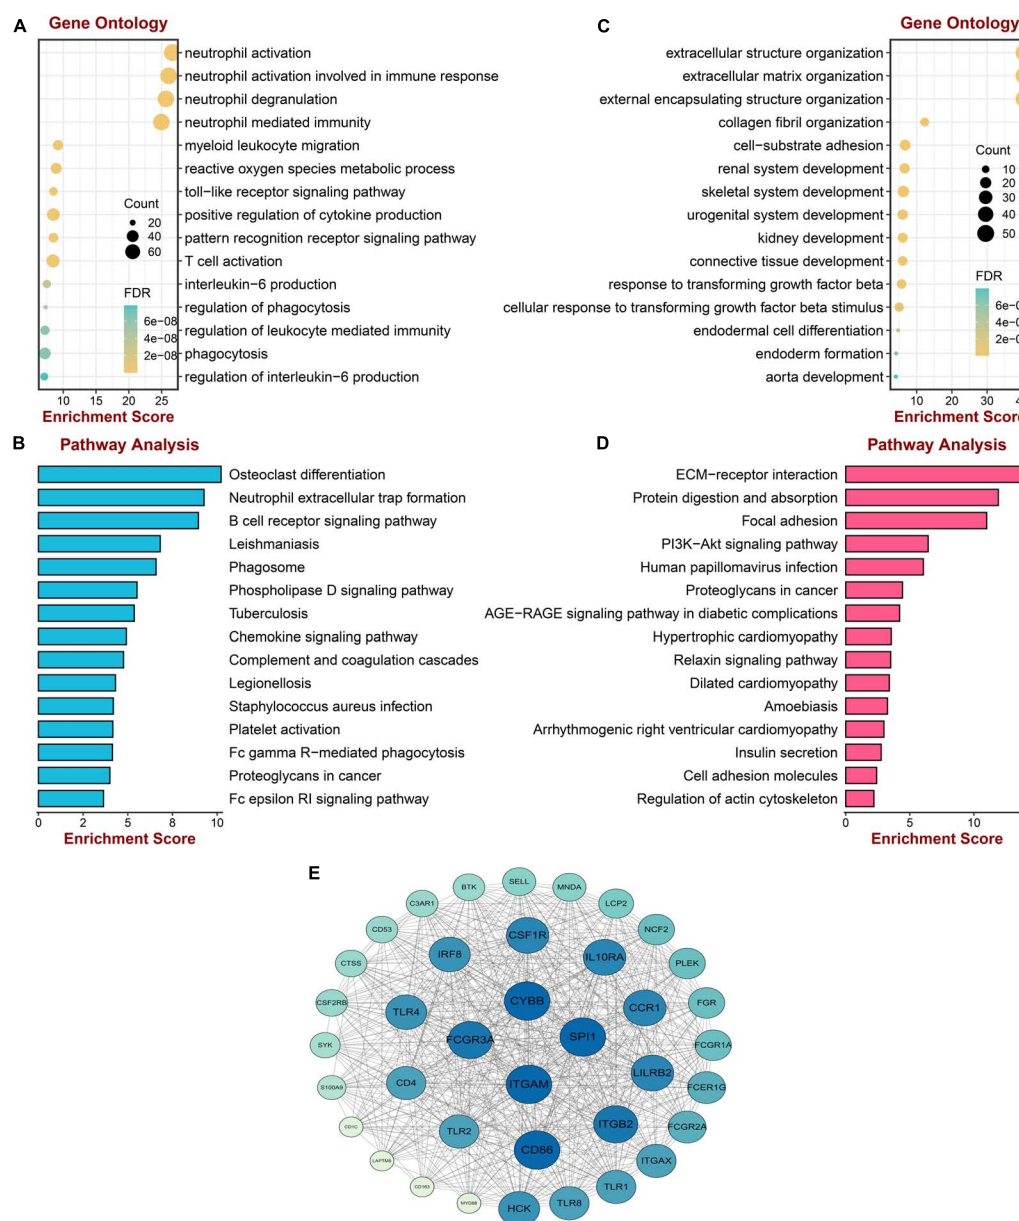 A
Gene Ontology
neutrophil activation
neutrophil activation involved in immune response
neutrophil degranulation
neutrophil mediated immunity
myeloid leukocyte migration
reactive oxygen species metabolic process
toll-like receptor signaling pathway
positive regulation of cytokine production
pattern recognition receptor signaling pathway
T cell activation
interleukin-6 production
regulation of phagocytosis
regulation of leukocyte mediated immunity
phagocytosis
regulation of interleukin-6 production
Count
20
40
60
FDR
6e-08
4e-08
2e-08
10 15 20 25
Enrichment Score
C
Gene Ontology
extracellular structure organization
extracellular matrix organization
external encapsulating structure organization
collagen fibril organization
cell-substrate adhesion
renal system development
skeletal system development
urogenital system development
kidney development
connective tissue development
response to transforming growth factor beta
cellular response to transforming growth factor beta stimulus
endodermal cell differentiation
endoderm formation
aorta development
Count
10
20
30
40
50
FDR
10 20 30
Enrichment Score
B
Pathway Analysis
Osteoclast differentiation
Neutrophil extracellular trap formation
B cell receptor signaling pathway
Leishmaniasis
Phagosome
Phospholipase D signaling pathway
Tuberculosis
Chemokine signaling pathway
Complement and coagulation cascades
Legionellosis
Staphylococcus aureus infection
Platelet activation
Fc gamma R−mediated phagocytosis
Proteoglycans in cancer
Fc epsilon RI signaling pathway
0 2 5 8 10
Enrichment Score
D
Pathway Analysis
ECM−receptor interaction
Protein digestion and absorption
Focal adhesion
PI3K−Akt signaling pathway
Human papillomavirus infection
Proteoglycans in cancer
AGE−RAGE signaling pathway in diabetic complications
Hypertrophic cardiomyopathy
Relaxin signaling pathway
Dilated cardiomyopathy
Amoebiasis
Arrhythmogenic right ventricular cardiomyopathy
Insulin secretion
Cell adhesion molecules
Regulation of actin cytoskeleton
0 5 10
Enrichment Score
E
SELL
BTK
MNDA
C3AR1
LCP2
CD53
NCF2
CSF1R
IRF8
IL10RA
CTSS
PLEK
CSF2RB
CYBB
FGR
TLR4
CCR1
SPI1
FCGR3A
SYK
FCGR1A
LILRB2
CD4
ITGAM
S100A9
FCER1G
CD1C
ITGB2
FCGR2A
TLR2
CD86
LAPTM5
ITGAX
CD163
TLR1
MYO88
HCK
TLR8